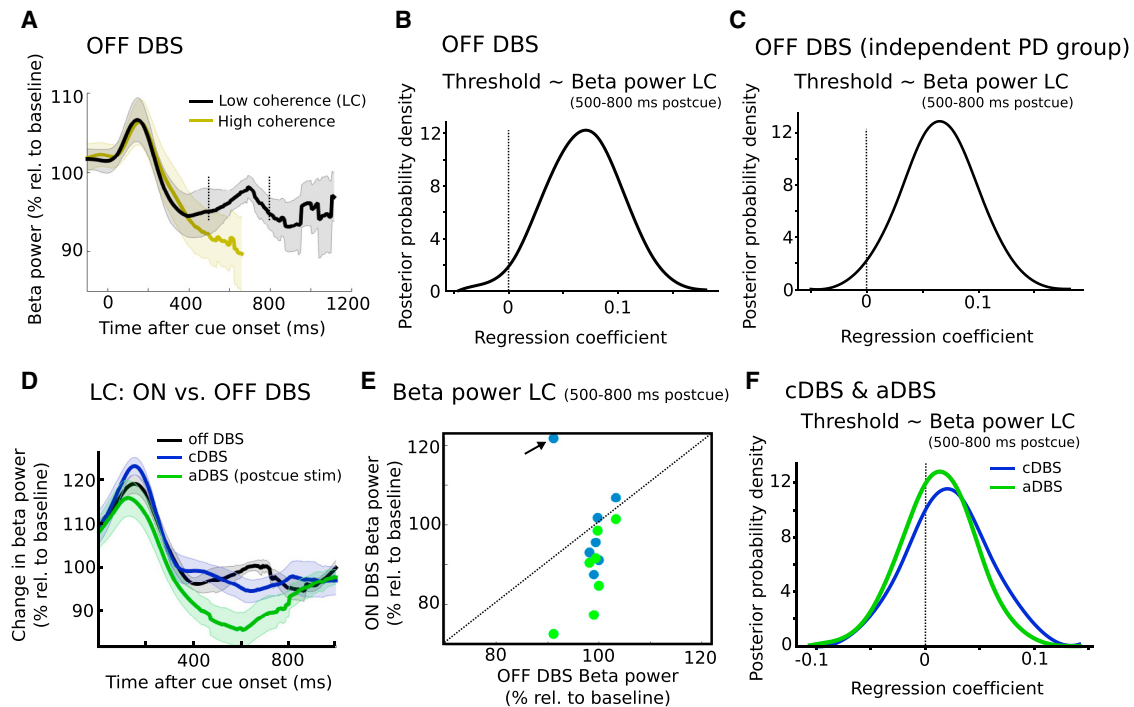 A
OFF DBS
Beta power (% rel. to baseline)
110
100
90
Low coherence (LC)
High coherence
0
400
800
1200
Time after cue onset (ms)
B
OFF DBS
Threshold ~ Beta power LC
(500-800 ms postcue)
Posterior probability density
12
8
4
0
0
0.1
Regression coefficient
C
OFF DBS (independent PD group)
Threshold ~ Beta power LC
(500-800 ms postcue)
Posterior probability density
12
8
4
0
0
0.1
Regression coefficient
D
LC: ON vs. OFF DBS
off DBS
cDBS
aDBS (postcue stim)
Change in beta power
(% rel. to baseline)
120
110
100
90
400
800
Time after cue onset (ms)
E
Beta power LC (500-800 ms postcue)
ON DBS Beta power
(% rel. to baseline)
120
100
80
80
100
120
OFF DBS Beta power
(% rel. to baseline)
F
cDBS & aDBS
Threshold ~ Beta power LC
(500-800 ms postcue)
cDBS
aDBS
Posterior probability density
12
8
4
0
-0.1
0
0.1
Regression coefficient